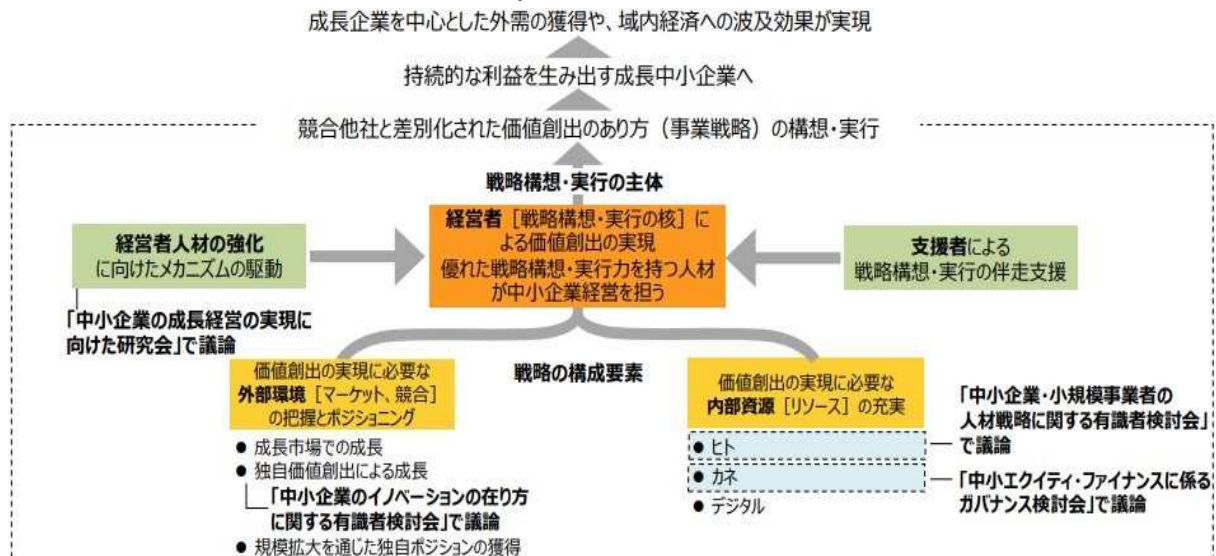 成長企業を中心とした外需の獲得や、域内経済への波及効果が実現
持続的な利益を生み出す成長中小企業へ
競合他社と差別化された価値創出のあり方（事業戦略）の構想・実行
戦略構想・実行の主体
経営者人材の強化
に向けたメカニズムの駆動
経営者［戦略構想・実行の核］に
よる価値創出の実現
優れた戦略構想・実行力を持つ人材
が中小企業経営を担う
支援者による
戦略構想・実行の伴走支援
「中小企業の成長経営の実現に
向けた研究会」で議論
戦略の構成要素
価値創出の実現に必要な
外部環境［マーケット、競合］
の把握とポジショニング
● 成長市場での成長
● 独自価値創出による成長
「中小企業のイノベーションの在り方
に関する有識者検討会」で議論
● 規模拡大を通じた独自ポジションの獲得
価値創出の実現に必要な
内部資源［リソース］の充実
● ヒト
● カネ
● デジタル
「中小企業・小規模事業者の
人材戦略に関する有識者検討会」
で議論
「中小エクイティ・ファイナンスに係る
ガバナンス検討会」で議論